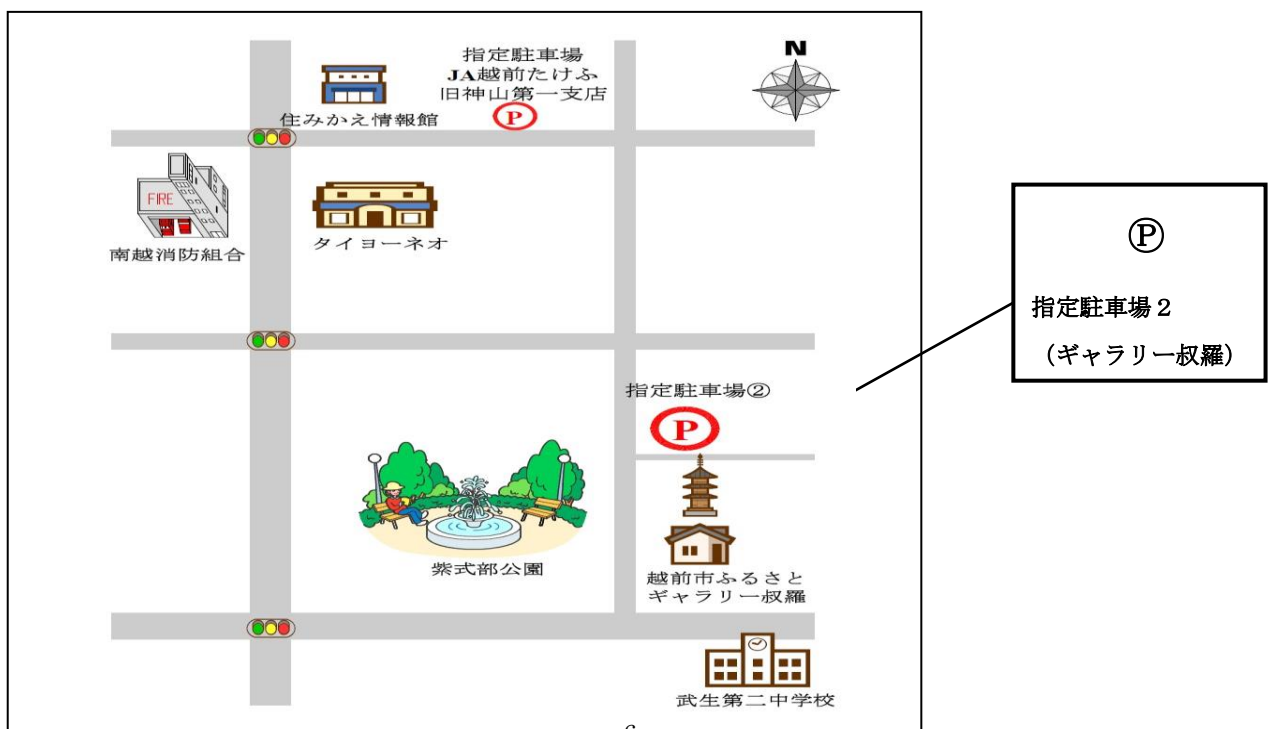 指定駐車場
JA越前たけふ
旧神山第一支店
P
N
住みかえ情報館
FIRE
南越消防組合
タイヨーネオ
Ⓟ
指定駐車場2
(ギャラリー叔羅)
指定駐車場②
P
紫式部公園
越前市ふるさと
ギャラリー叔羅
武生第二中学校